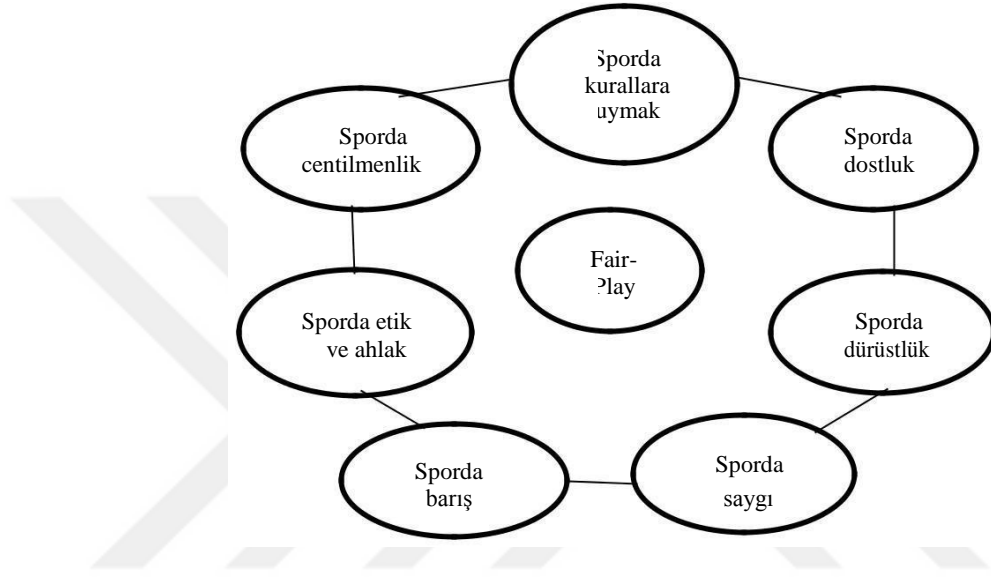 Sporda
kurallara
uymak
Sporda
centilmenlik
Sporda
dostluk
Fair-
Play
Sporda etik
ve ahlak
Sporda
dürüstlük
Sporda
barış
Sporda
saygı